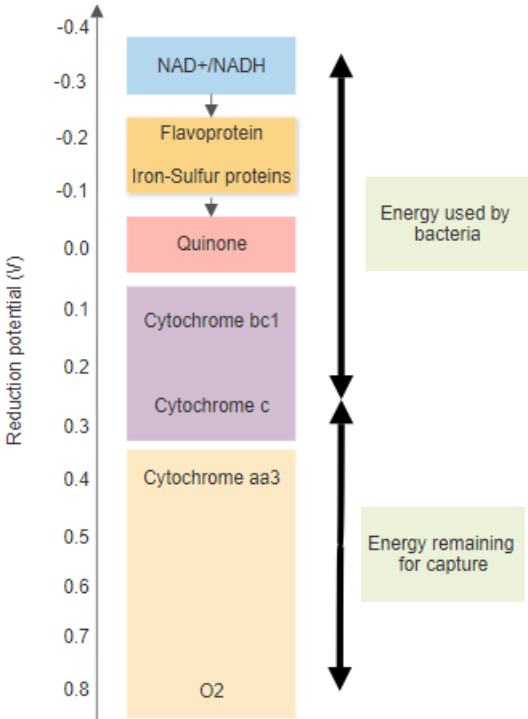 Reduction potential (V)
-0.4
-0.3
-0.2
-0.1
0.0
0.1
0.2
0.3
0.4
0.5
0.6
0.7
0.8
NAD+/NADH
Flavoprotein
Iron-Sulfur proteins
Quinone
Cytochrome bc1
Cytochrome c
Cytochrome aa3
O2
Energy used by
bacteria
Energy remaining
for capture